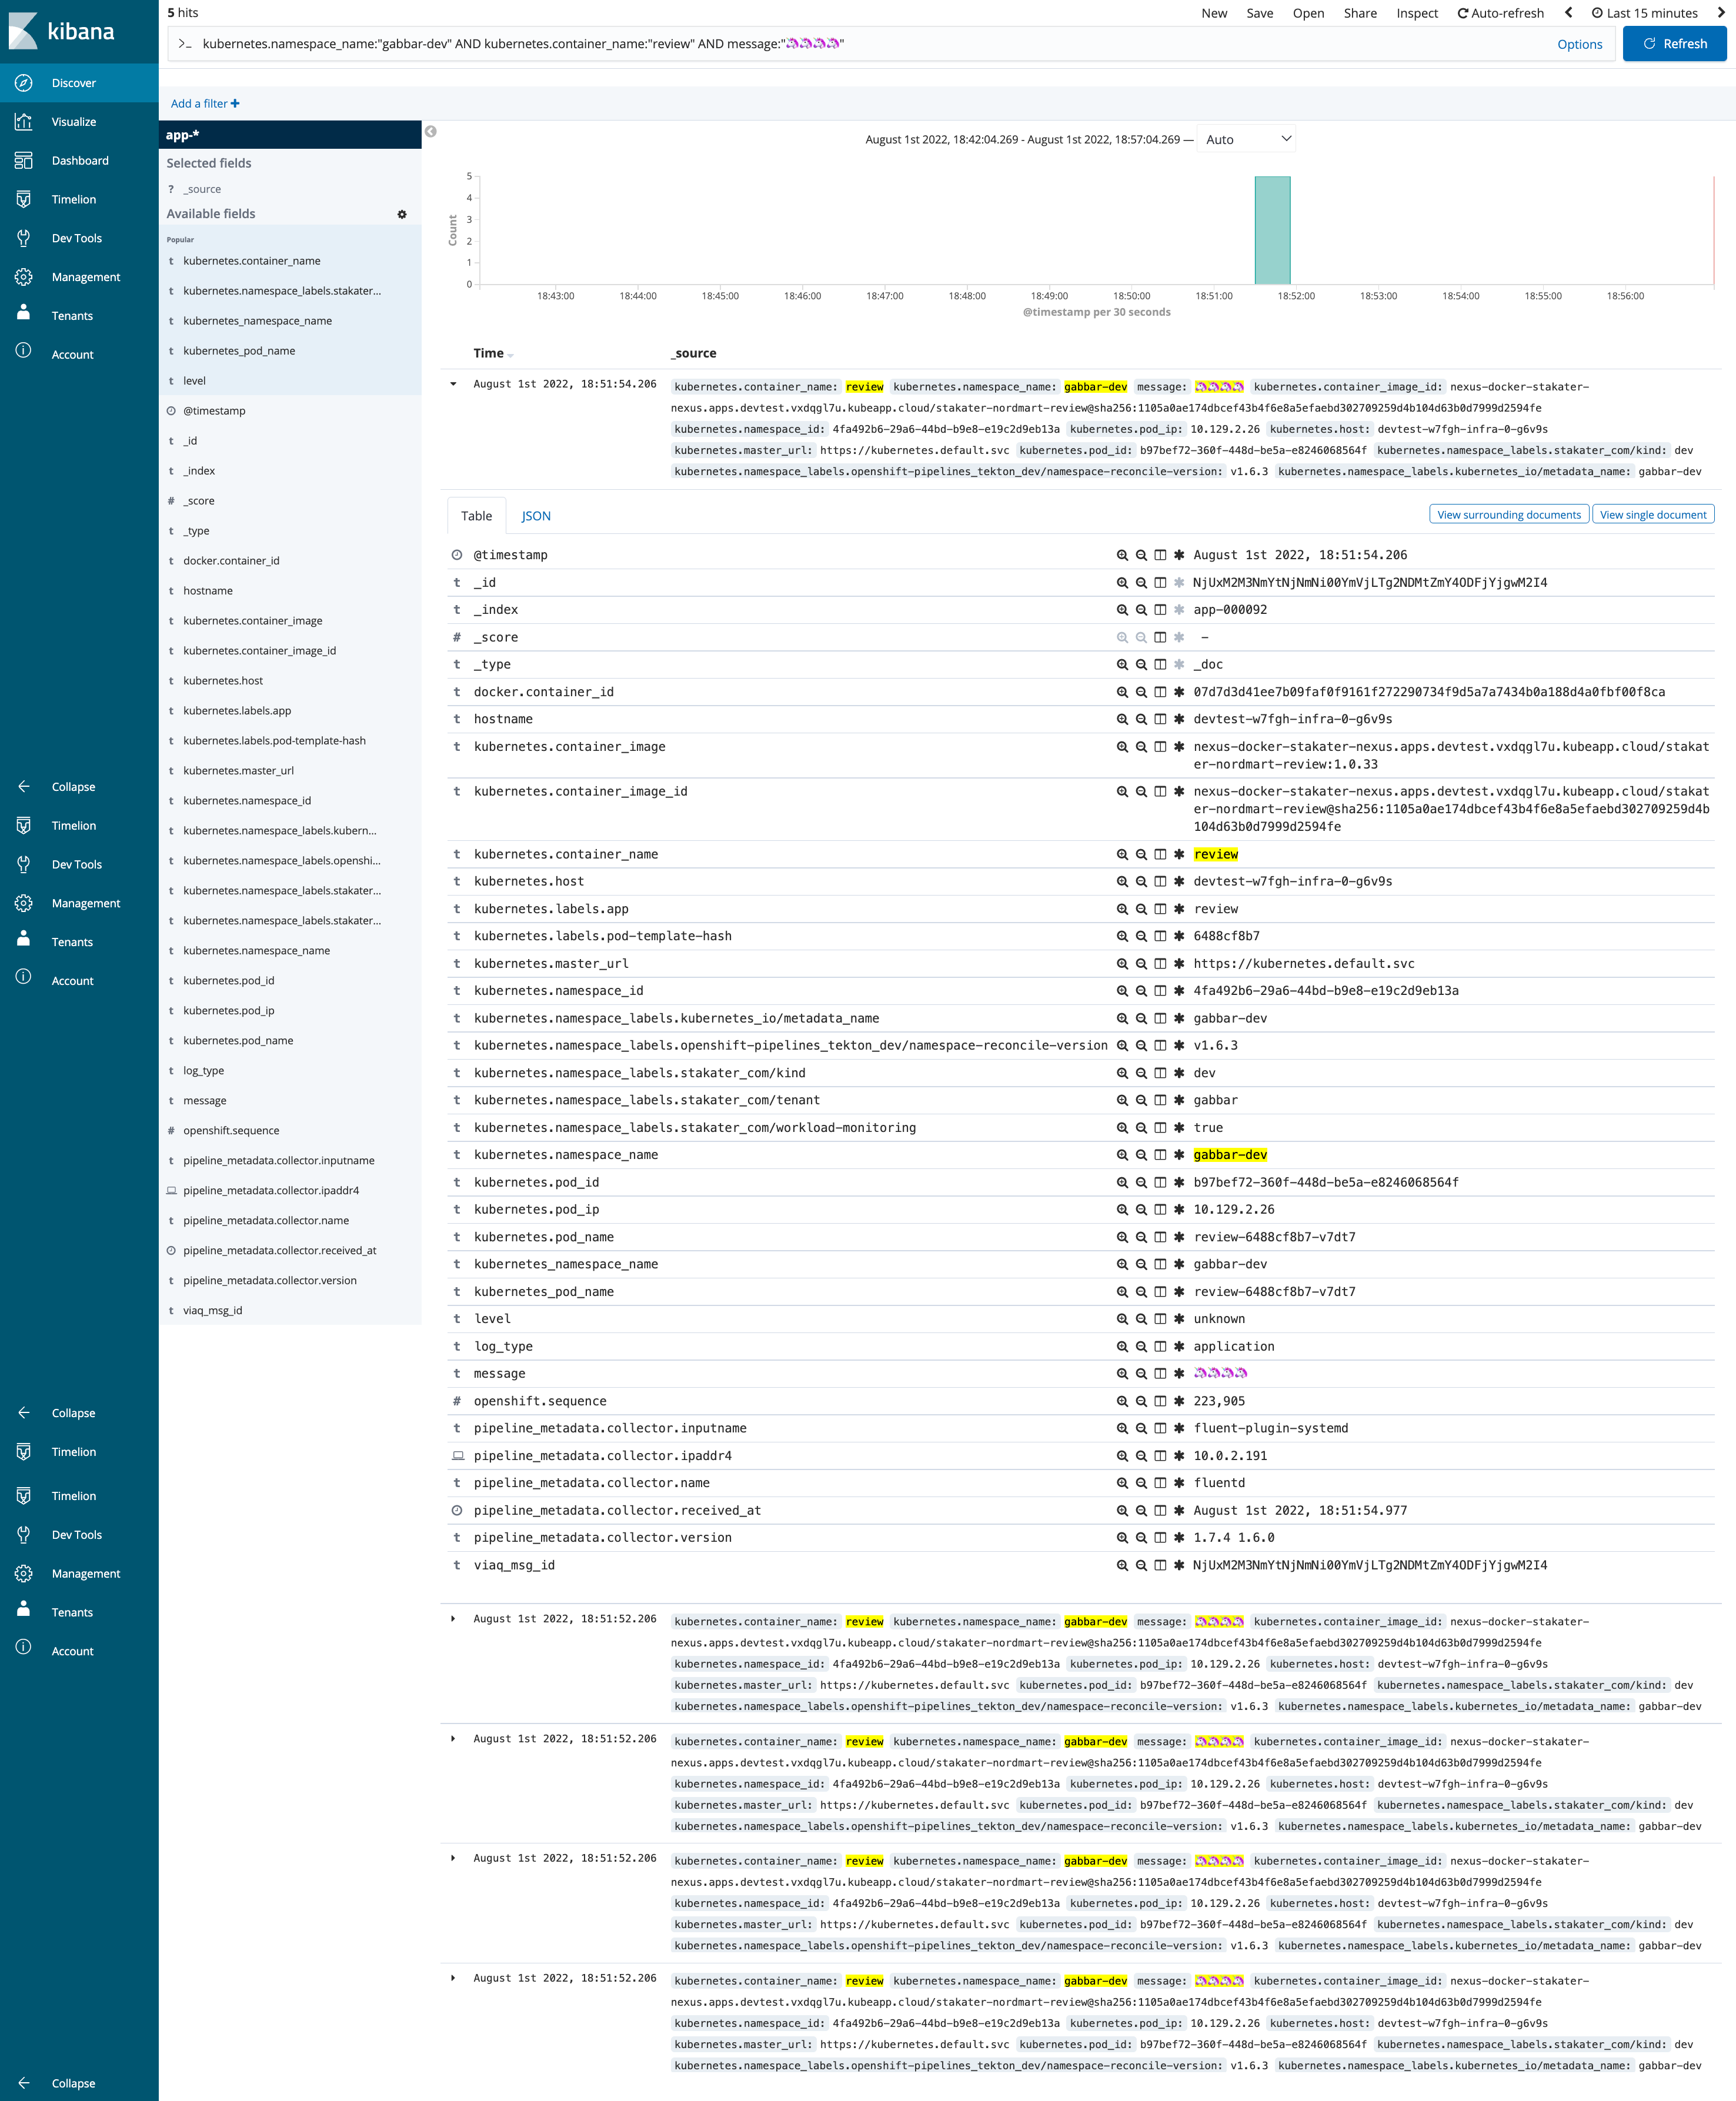 kibana
Discover
Visualize
Dashboard
Timelion
Dev Tools
Management
Tenants
Account
Collapse
Timelion
Dev Tools
Management
Tenants
Account
Collapse
Timelion
Timelion
Dev Tools
Management
Tenants
Account
Collapse
5 hits
New Save Open Share Inspect Auto-refresh Last 15 minutes
>_ kubernetes.namespace_name:"gabbar-dev" AND kubernetes.container_name:"review" AND message:"🦄🦄🦄🦄"
Options
Refresh
Add a filter +
app-*
Selected fields
? _source
Available fields
Popular
t kubernetes.container_name
t kubernetes.namespace_labels.stakater...
t kubernetes_namespace_name
t kubernetes_pod_name
t level
@timestamp
t _id
t _index
# _score
t _type
t docker.container_id
t hostname
t kubernetes.container_image
t kubernetes.container_image_id
t kubernetes.host
t kubernetes.labels.app
t kubernetes.labels.pod-template-hash
t kubernetes.master_url
t kubernetes.namespace_id
t kubernetes.namespace_labels.kubern...
t kubernetes.namespace_labels.openshi...
t kubernetes.namespace_labels.stakater...
t kubernetes.namespace_labels.stakater...
t kubernetes.namespace_name
t kubernetes.pod_id
t kubernetes.pod_ip
t kubernetes.pod_name
t log_type
t message
# openshift.sequence
t pipeline_metadata.collector.inputname
pipeline_metadata.collector.ipaddr4
t pipeline_metadata.collector.name
pipeline_metadata.collector.received_at
t pipeline_metadata.collector.version
t viaq_msg_id
August 1st 2022, 18:42:04.269 - August 1st 2022, 18:57:04.269 — Auto
Count
5
4
3
2
1
0
18:43:00 18:44:00 18:45:00 18:46:00 18:47:00 18:48:00 18:49:00 18:50:00 18:51:00 18:52:00 18:53:00 18:54:00 18:55:00 18:56:00
@timestamp per 30 seconds
Time _source
August 1st 2022, 18:51:54.206 kubernetes.container_name: review kubernetes.namespace_name: gabbar-dev message: 🦄🦄🦄🦄 kubernetes.container_image_id: nexus-docker-stakater-
nexus.apps.devtest.vxdqgl7u.kubeapp.cloud/stakater-nordmart-review@sha256:1105a0ae174dbcef43b4f6e8a5efaebd302709259d4b104d63b0d7999d2594fe
kubernetes.namespace_id: 4fa492b6-29a6-44bd-b9e8-e19c2d9eb13a kubernetes.pod_ip: 10.129.2.26 kubernetes.host: devtest-w7fgh-infra-0-g6v9s
kubernetes.master_url: https://kubernetes.default.svc kubernetes.pod_id: b97bef72-360f-448d-be5a-e8246068564f kubernetes.namespace_labels.stakater_com/kind: dev
kubernetes.namespace_labels.openshift-pipelines_tekton_dev/namespace-reconcile-version: v1.6.3 kubernetes.namespace_labels.kubernetes_io/metadata_name: gabbar-dev
Table JSON View surrounding documents View single document
@timestamp August 1st 2022, 18:51:54.206
t _id NjUxM2M3NmYtNjNmNi00YmVjLTg2NDMtZmY4ODFjYjgwM2I4
t _index app-000092
# _score –
t _type _doc
t docker.container_id 07d7d3d41ee7b09faf0f9161f272290734f9d5a7a7434b0a188d4a0fbf00f8ca
t hostname devtest-w7fgh-infra-0-g6v9s
t kubernetes.container_image nexus-docker-stakater-nexus.apps.devtest.vxdqgl7u.kubeapp.cloud/stakat
er-nordmart-review:1.0.33
t kubernetes.container_image_id nexus-docker-stakater-nexus.apps.devtest.vxdqgl7u.kubeapp.cloud/stakat
er-nordmart-review@sha256:1105a0ae174dbcef43b4f6e8a5efaebd302709259d4b
104d63b0d7999d2594fe
t kubernetes.container_name review
t kubernetes.host devtest-w7fgh-infra-0-g6v9s
t kubernetes.labels.app review
t kubernetes.labels.pod-template-hash 6488cf8b7
t kubernetes.master_url https://kubernetes.default.svc
t kubernetes.namespace_id 4fa492b6-29a6-44bd-b9e8-e19c2d9eb13a
t kubernetes.namespace_labels.kubernetes_io/metadata_name gabbar-dev
t kubernetes.namespace_labels.openshift-pipelines_tekton_dev/namespace-reconcile-version v1.6.3
t kubernetes.namespace_labels.stakater_com/kind dev
t kubernetes.namespace_labels.stakater_com/tenant gabbar
t kubernetes.namespace_labels.stakater_com/workload-monitoring true
t kubernetes.namespace_name gabbar-dev
t kubernetes.pod_id b97bef72-360f-448d-be5a-e8246068564f
t kubernetes.pod_ip 10.129.2.26
t kubernetes.pod_name review-6488cf8b7-v7dt7
t kubernetes_namespace_name gabbar-dev
t kubernetes_pod_name review-6488cf8b7-v7dt7
t level unknown
t log_type application
t message 🦄🦄🦄🦄
# openshift.sequence 223,905
t pipeline_metadata.collector.inputname fluent-plugin-systemd
pipeline_metadata.collector.ipaddr4 10.0.2.191
t pipeline_metadata.collector.name fluentd
pipeline_metadata.collector.received_at August 1st 2022, 18:51:54.977
t pipeline_metadata.collector.version 1.7.4 1.6.0
t viaq_msg_id NjUxM2M3NmYtNjNmNi00YmVjLTg2NDMtZmY4ODFjYjgwM2I4
August 1st 2022, 18:51:52.206 kubernetes.container_name: review kubernetes.namespace_name: gabbar-dev message: 🦄🦄🦄🦄 kubernetes.container_image_id: nexus-docker-stakater-
nexus.apps.devtest.vxdqgl7u.kubeapp.cloud/stakater-nordmart-review@sha256:1105a0ae174dbcef43b4f6e8a5efaebd302709259d4b104d63b0d7999d2594fe
kubernetes.namespace_id: 4fa492b6-29a6-44bd-b9e8-e19c2d9eb13a kubernetes.pod_ip: 10.129.2.26 kubernetes.host: devtest-w7fgh-infra-0-g6v9s
kubernetes.master_url: https://kubernetes.default.svc kubernetes.pod_id: b97bef72-360f-448d-be5a-e8246068564f kubernetes.namespace_labels.stakater_com/kind: dev
kubernetes.namespace_labels.openshift-pipelines_tekton_dev/namespace-reconcile-version: v1.6.3 kubernetes.namespace_labels.kubernetes_io/metadata_name: gabbar-dev
August 1st 2022, 18:51:52.206 kubernetes.container_name: review kubernetes.namespace_name: gabbar-dev message: 🦄🦄🦄🦄 kubernetes.container_image_id: nexus-docker-stakater-
nexus.apps.devtest.vxdqgl7u.kubeapp.cloud/stakater-nordmart-review@sha256:1105a0ae174dbcef43b4f6e8a5efaebd302709259d4b104d63b0d7999d2594fe
kubernetes.namespace_id: 4fa492b6-29a6-44bd-b9e8-e19c2d9eb13a kubernetes.pod_ip: 10.129.2.26 kubernetes.host: devtest-w7fgh-infra-0-g6v9s
kubernetes.master_url: https://kubernetes.default.svc kubernetes.pod_id: b97bef72-360f-448d-be5a-e8246068564f kubernetes.namespace_labels.stakater_com/kind: dev
kubernetes.namespace_labels.openshift-pipelines_tekton_dev/namespace-reconcile-version: v1.6.3 kubernetes.namespace_labels.kubernetes_io/metadata_name: gabbar-dev
August 1st 2022, 18:51:52.206 kubernetes.container_name: review kubernetes.namespace_name: gabbar-dev message: 🦄🦄🦄🦄 kubernetes.container_image_id: nexus-docker-stakater-
nexus.apps.devtest.vxdqgl7u.kubeapp.cloud/stakater-nordmart-review@sha256:1105a0ae174dbcef43b4f6e8a5efaebd302709259d4b104d63b0d7999d2594fe
kubernetes.namespace_id: 4fa492b6-29a6-44bd-b9e8-e19c2d9eb13a kubernetes.pod_ip: 10.129.2.26 kubernetes.host: devtest-w7fgh-infra-0-g6v9s
kubernetes.master_url: https://kubernetes.default.svc kubernetes.pod_id: b97bef72-360f-448d-be5a-e8246068564f kubernetes.namespace_labels.stakater_com/kind: dev
kubernetes.namespace_labels.openshift-pipelines_tekton_dev/namespace-reconcile-version: v1.6.3 kubernetes.namespace_labels.kubernetes_io/metadata_name: gabbar-dev
August 1st 2022, 18:51:52.206 kubernetes.container_name: review kubernetes.namespace_name: gabbar-dev message: 🦄🦄🦄🦄 kubernetes.container_image_id: nexus-docker-stakater-
nexus.apps.devtest.vxdqgl7u.kubeapp.cloud/stakater-nordmart-review@sha256:1105a0ae174dbcef43b4f6e8a5efaebd302709259d4b104d63b0d7999d2594fe
kubernetes.namespace_id: 4fa492b6-29a6-44bd-b9e8-e19c2d9eb13a kubernetes.pod_ip: 10.129.2.26 kubernetes.host: devtest-w7fgh-infra-0-g6v9s
kubernetes.master_url: https://kubernetes.default.svc kubernetes.pod_id: b97bef72-360f-448d-be5a-e8246068564f kubernetes.namespace_labels.stakater_com/kind: dev
kubernetes.namespace_labels.openshift-pipelines_tekton_dev/namespace-reconcile-version: v1.6.3 kubernetes.namespace_labels.kubernetes_io/metadata_name: gabbar-dev